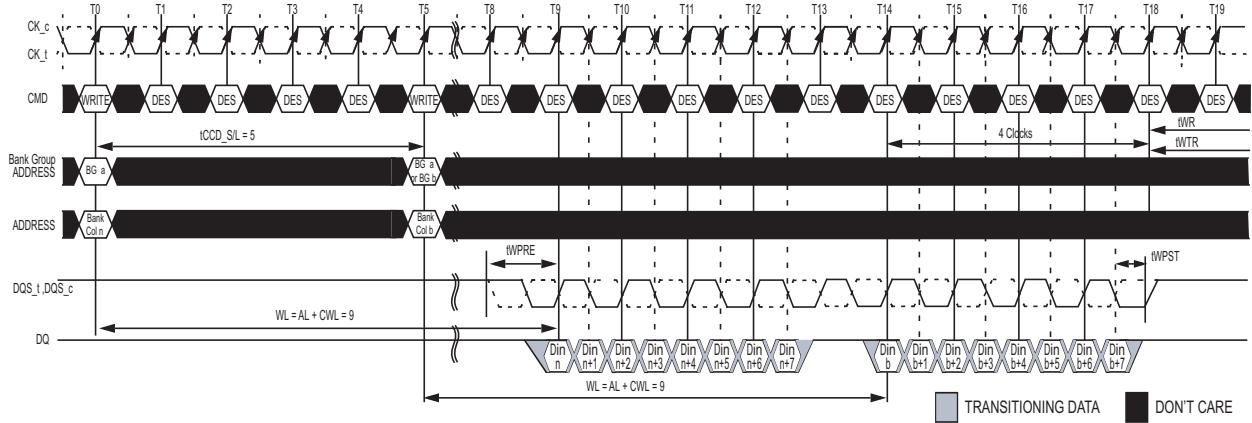 T0 T1 T2 T3 T4 T5 T8 T9 T10 T11 T12 T13 T14 T15 T16 T17 T18 T19
CK_c
CK_t
CMD WRITE DES DES DES DES WRITE DES DES DES DES DES DES DES DES DES DES DES DES
tCCD_S/L = 5
4 Clocks
tWR
tWTR
Bank Group
ADDRESS
BG a
BG a
or BG b
ADDRESS
Bank
Col n
Bank
Col b
tWPRE
tWPST
DQS_t ,DQS_c
WL = AL + CWL = 9
DQ
Din Din Din Din Din Din Din Din Din Din Din Din Din Din Din Din
n n+1 n+2 n+3 n+4 n+5 n+6 n+7 b b+1 b+2 b+3 b+4 b+5 b+6 b+7
WL = AL + CWL = 9
TRANSITIONING DATA
DON'T CARE